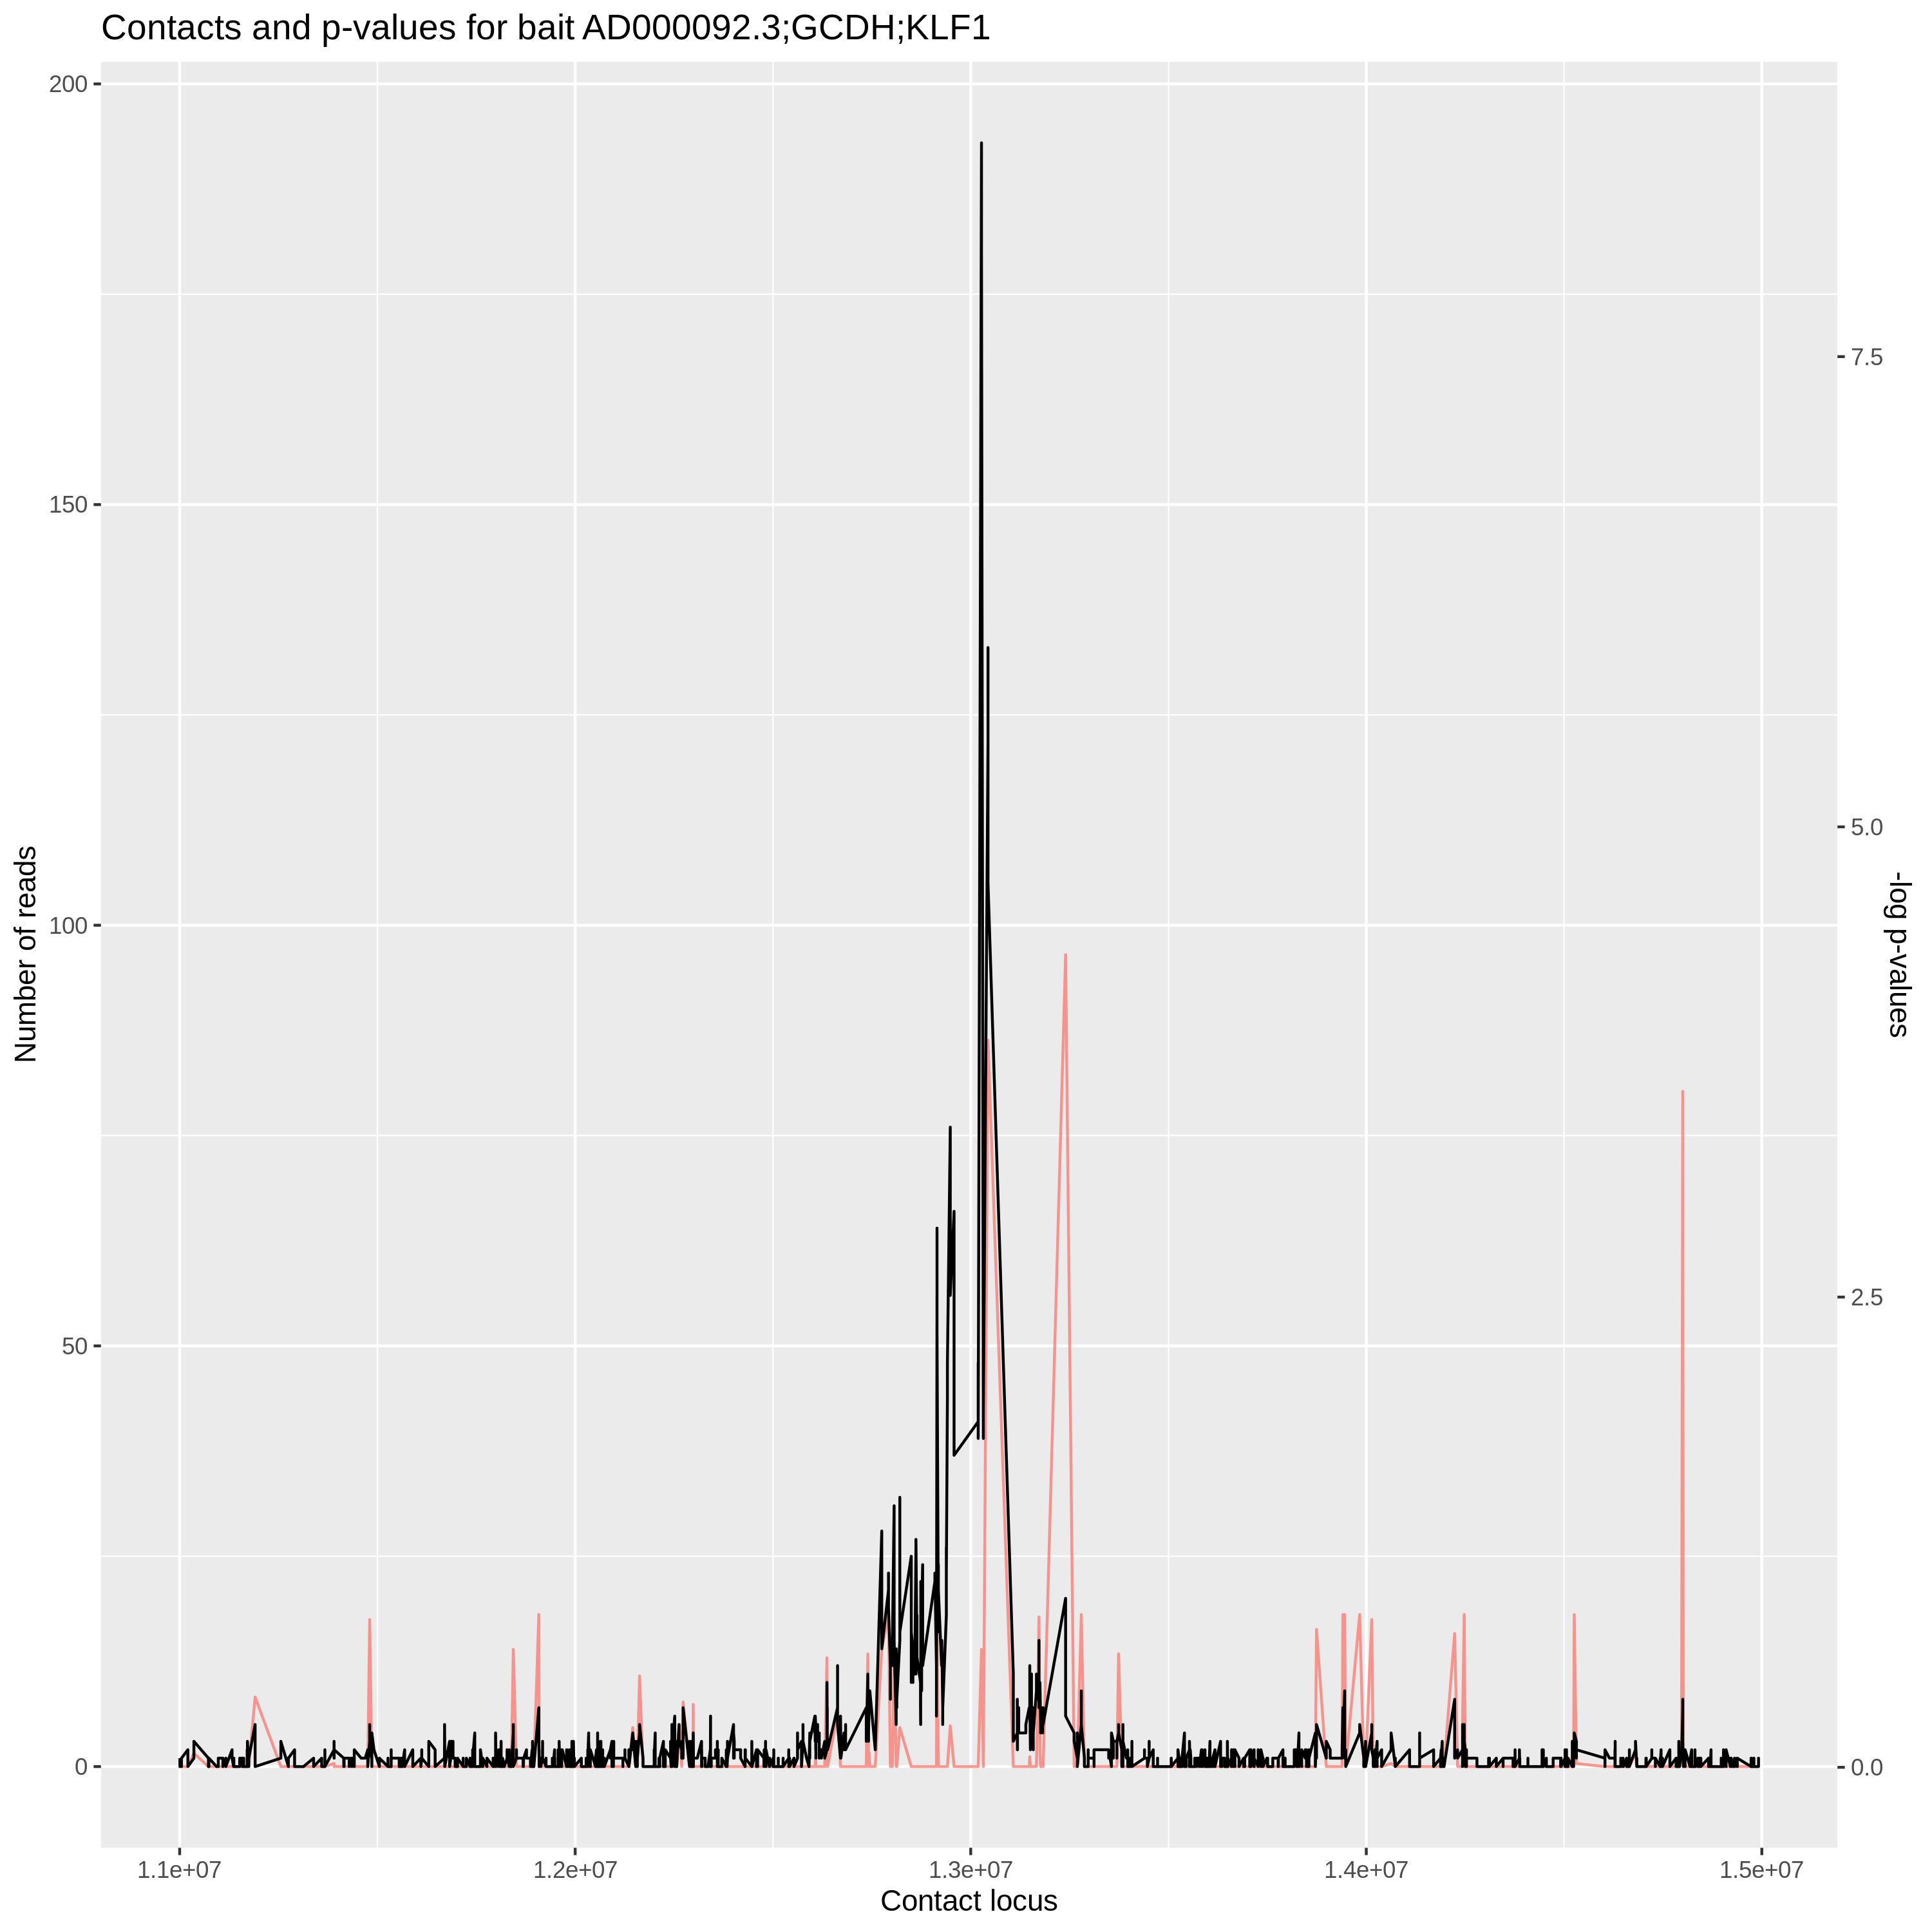 Contacts and p-values for bait AD000092.3;GCDH;KLF1
200
150
100
50
0
Number of reads
7.5
5.0
2.5
0.0
-log p-values
1.1e+07 1.2e+07 1.3e+07 1.4e+07 1.5e+07
Contact locus